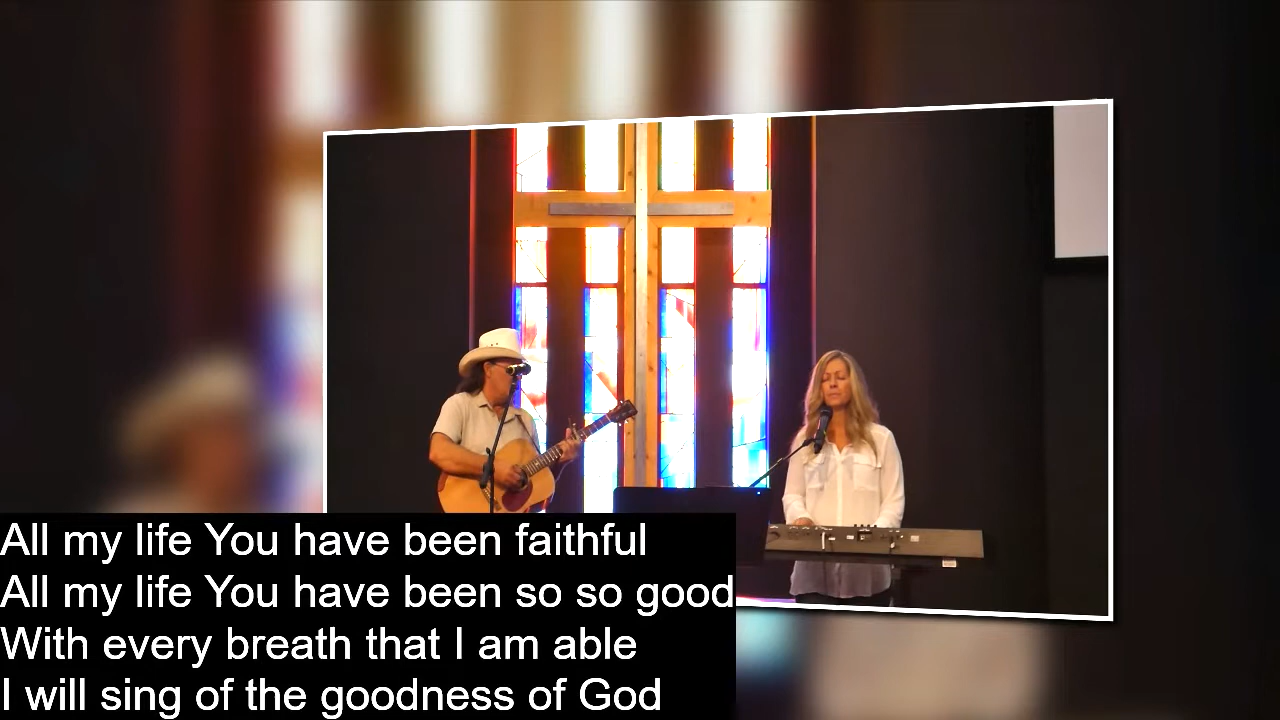 All my life You have been faithful
All my life You have been so so good
With every breath that I am able
I will sing of the goodness of God